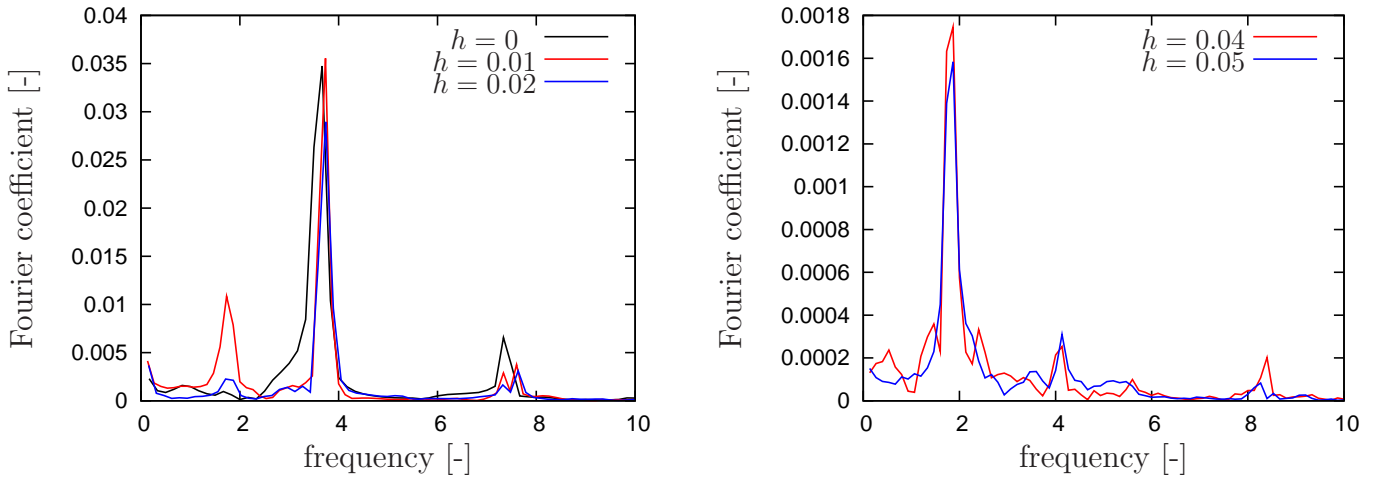 Fourier coefficient [-]
0.04
0.035
0.03
0.025
0.02
0.015
0.01
0.005
0
0 2 4 6 8 10
frequency [-]
h = 0
h = 0.01
h = 0.02
Fourier coefficient [-]
0.0018
0.0016
0.0014
0.0012
0.001
0.0008
0.0006
0.0004
0.0002
0
0 2 4 6 8 10
frequency [-]
h = 0.04
h = 0.05